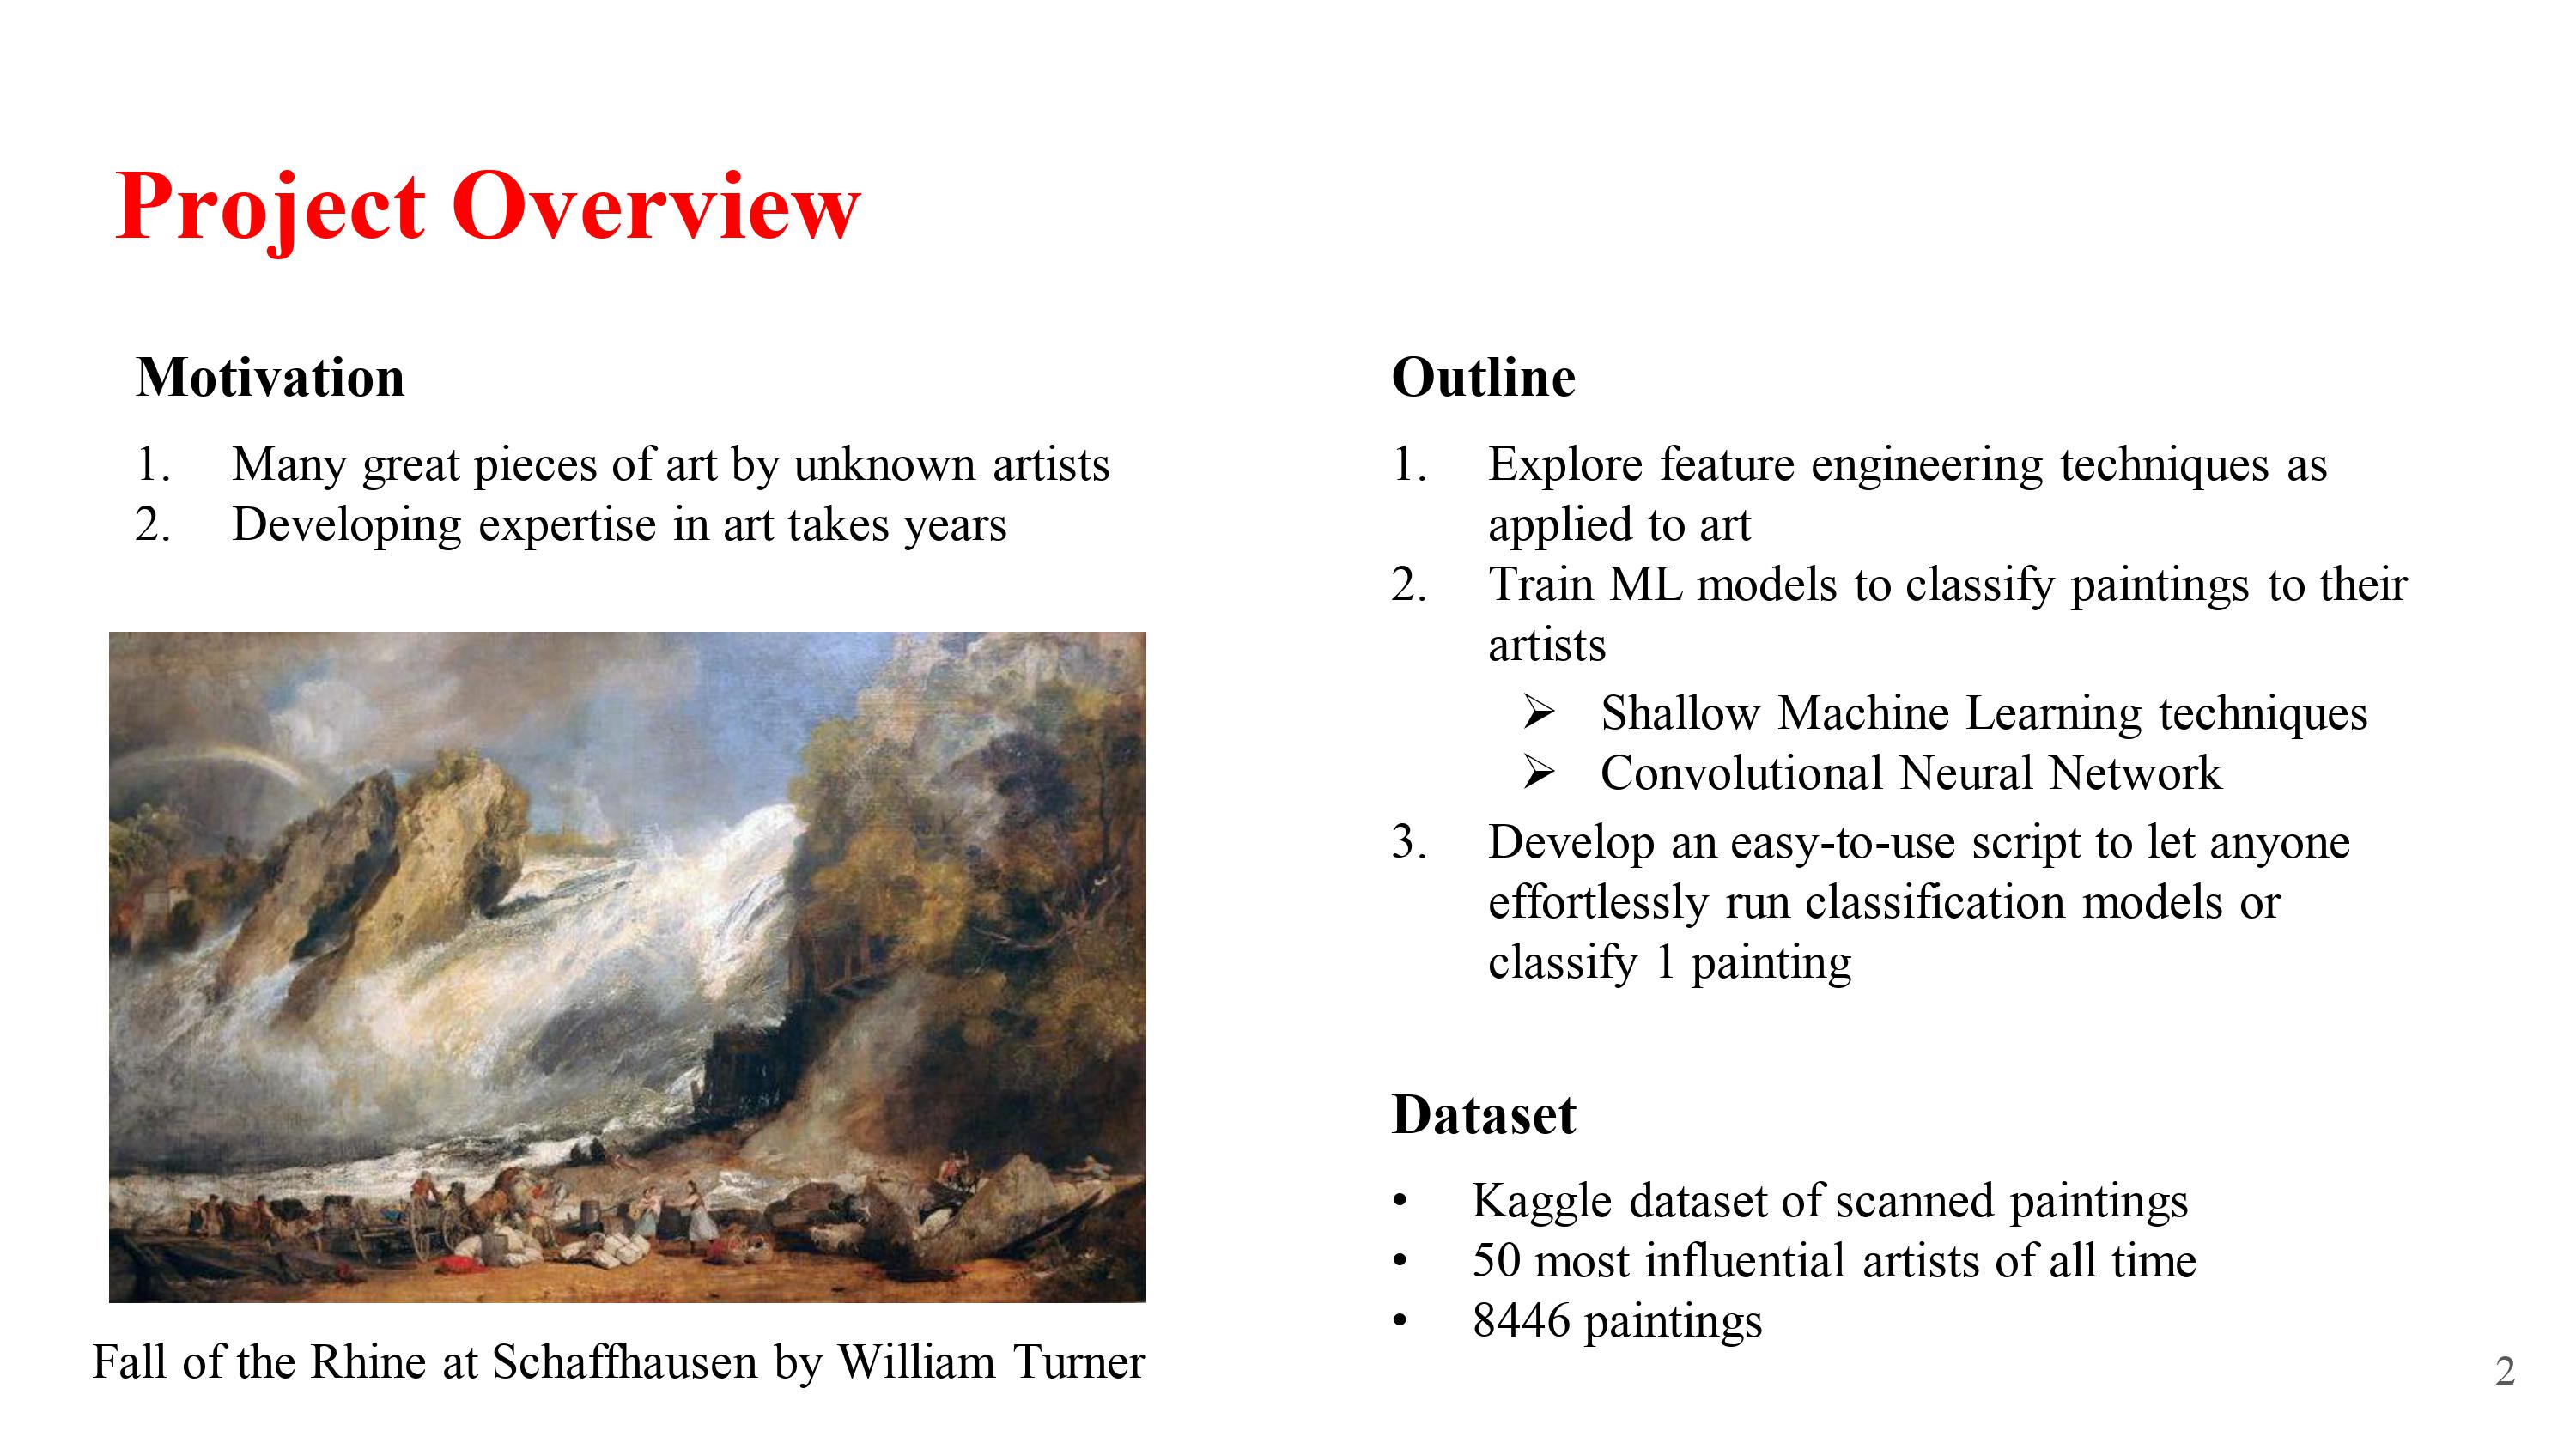 Project Overview
Motivation
1. Many great pieces of art by unknown artists
2. Developing expertise in art takes years
Fall of the Rhine at Schaffhausen by William Turner
Outline
1. Explore feature engineering techniques as
applied to art
2. Train ML models to classify paintings to their
artists
➢ Shallow Machine Learning techniques
➢ Convolutional Neural Network
3. Develop an easy-to-use script to let anyone
effortlessly run classification models or
classify 1 painting
Dataset
• Kaggle dataset of scanned paintings
• 50 most influential artists of all time
• 8446 paintings
2